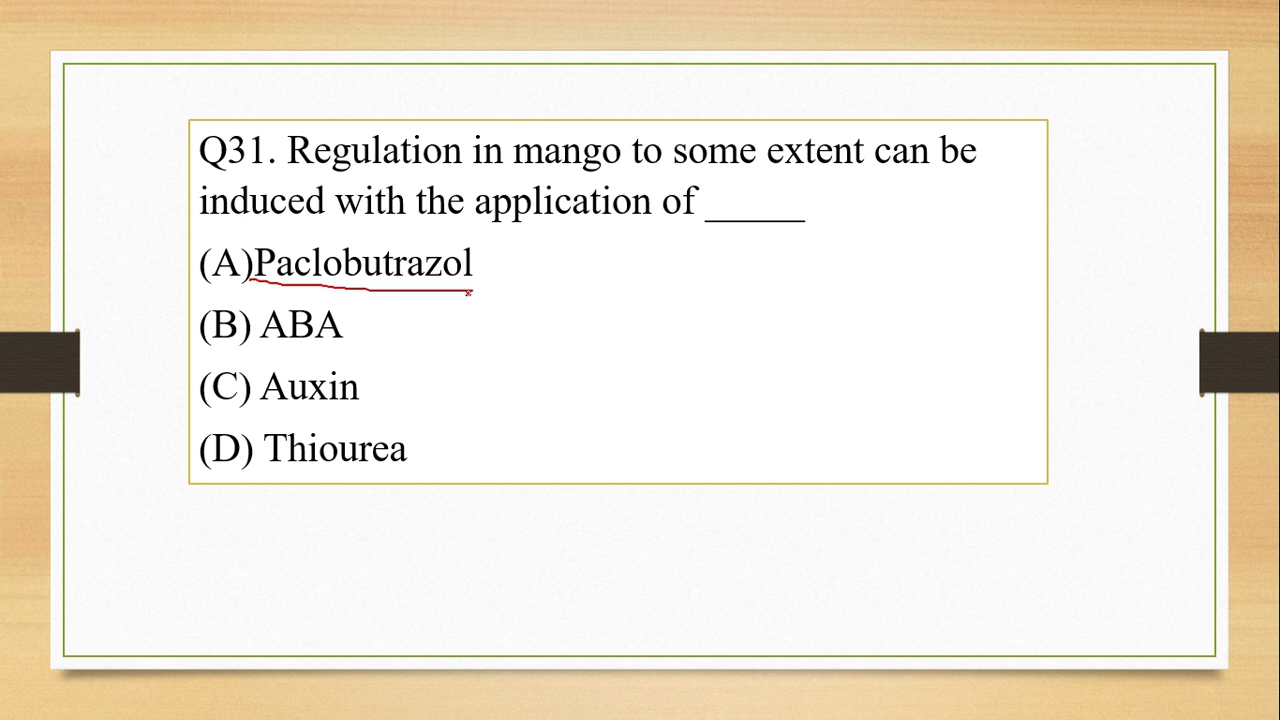 Q31. Regulation in mango to some extent can be
induced with the application of _____
(A)Paclobutrazol
(B) ABA
(C) Auxin
(D) Thiourea